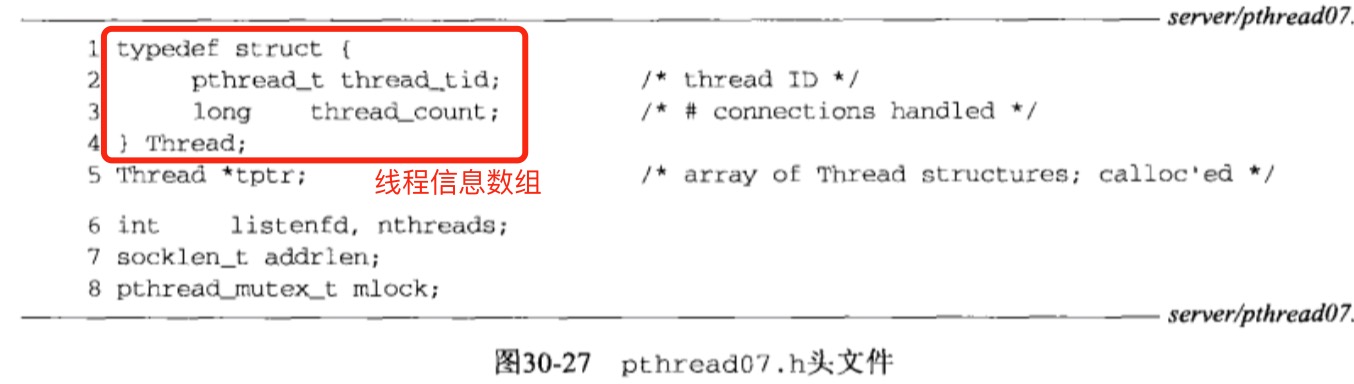 server/pthread07.
1 typedef struct {
2 pthread_t thread_tid; /* thread ID */
3 long thread_count; /* # connections handled */
4 } Thread;
5 Thread *tptr; /* array of Thread structures; calloc'ed */
线程信息数组
6 int listenfd, nthreads;
7 socklen_t addrlen;
8 pthread_mutex_t mlock;
server/pthread07.
图30-27 pthread07.h头文件